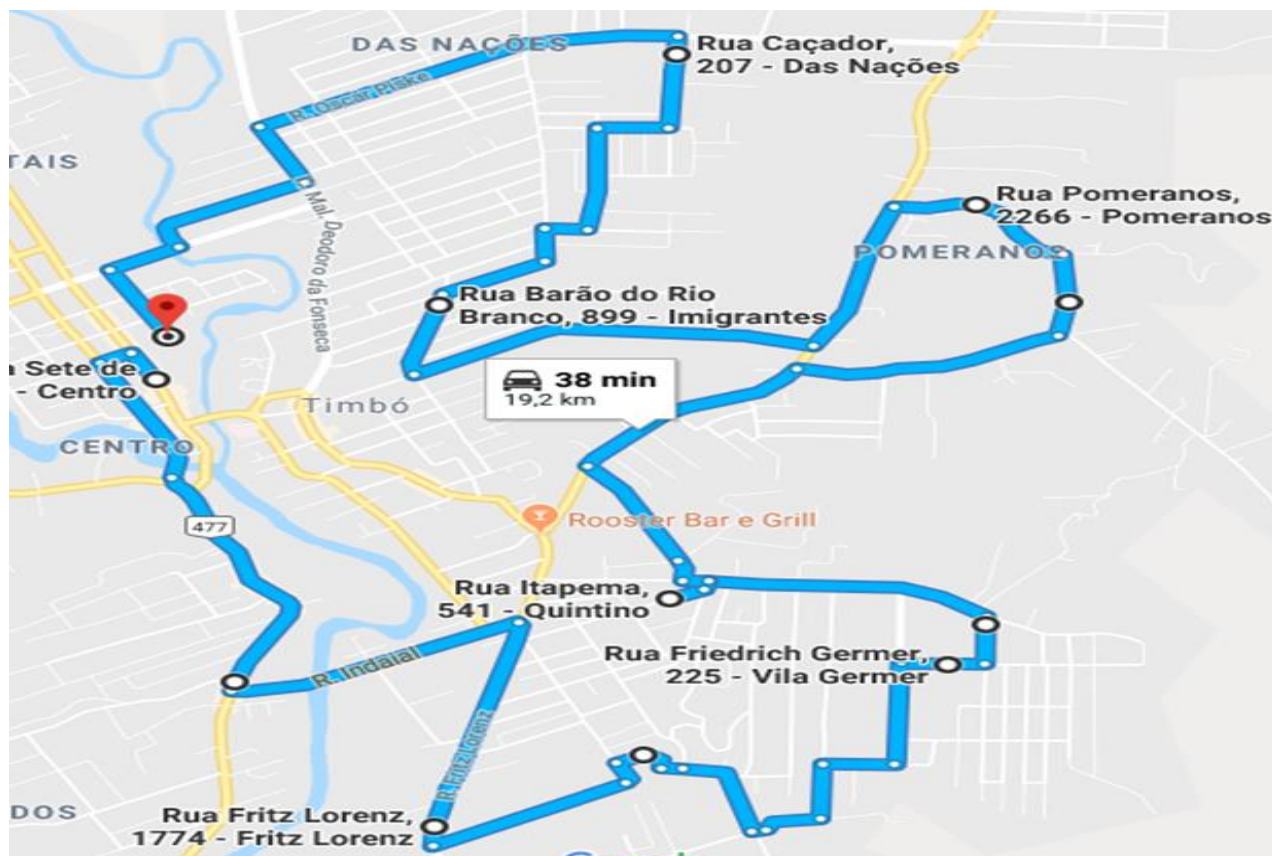 DAS NAÇÕES
Rua Caçador,
207 - Das Nações
R. Oscar Piske
TAIS
Mal. Deodoro da Fonseca
Rua Pomeranos,
2266 - Pomeranos
POMERANOS
Rua Barão do Rio
Branco, 899 - Imigrantes
a Sete de
- Centro
38 min
19,2 km
Timbó
CENTRO
477
Rooster Bar e Grill
Rua Itapema,
541 - Quintino
R. Indaial
Rua Friedrich Germer,
225 - Vila Germer
R. Fritz Lorenz
DOS
Rua Fritz Lorenz,
1774 - Fritz Lorenz